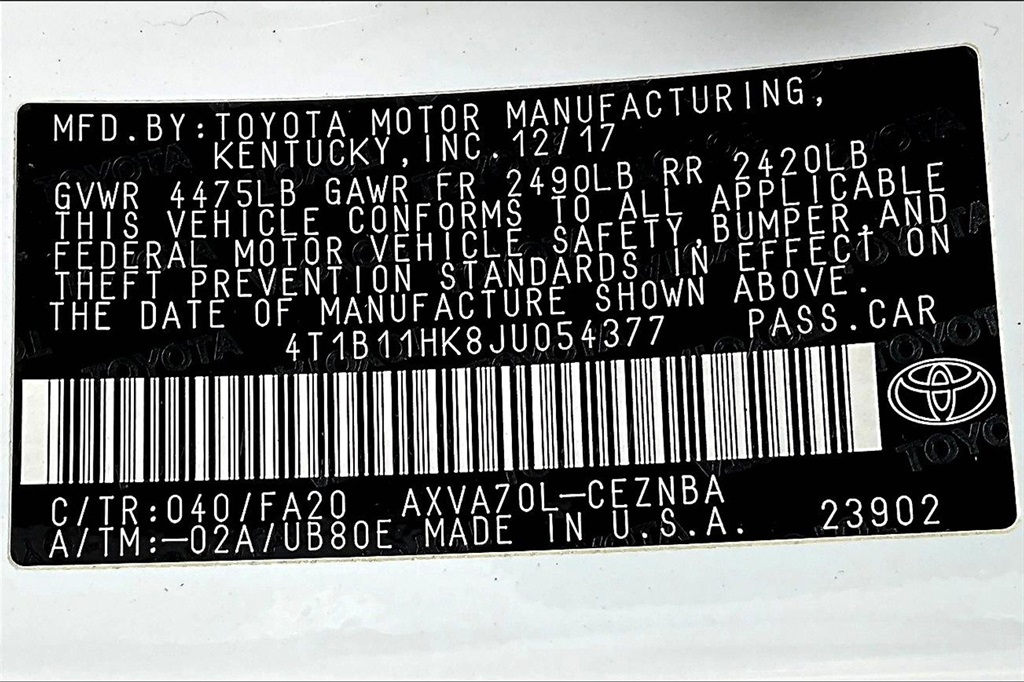 MFD.BY:TOYOTA MOTOR MANUFACTURING,
KENTUCKY,INC. 12/17
GVWR 4475LB GAWR FR 2490LB RR 2420LB
THIS VEHICLE CONFORMS TO ALL APPLICABLE
FEDERAL MOTOR VEHICLE SAFETY,BUMPER,AND
THEFT PREVENTION STANDARDS IN EFFECT ON
THE DATE OF MANUFACTURE SHOWN ABOVE.
4T1B11HK8JU054377 PASS.CAR
C/TR:040/FA20 AXVA70L-CEZNBA
A/TM:-02A/UB80E MADE IN U.S.A. 23902